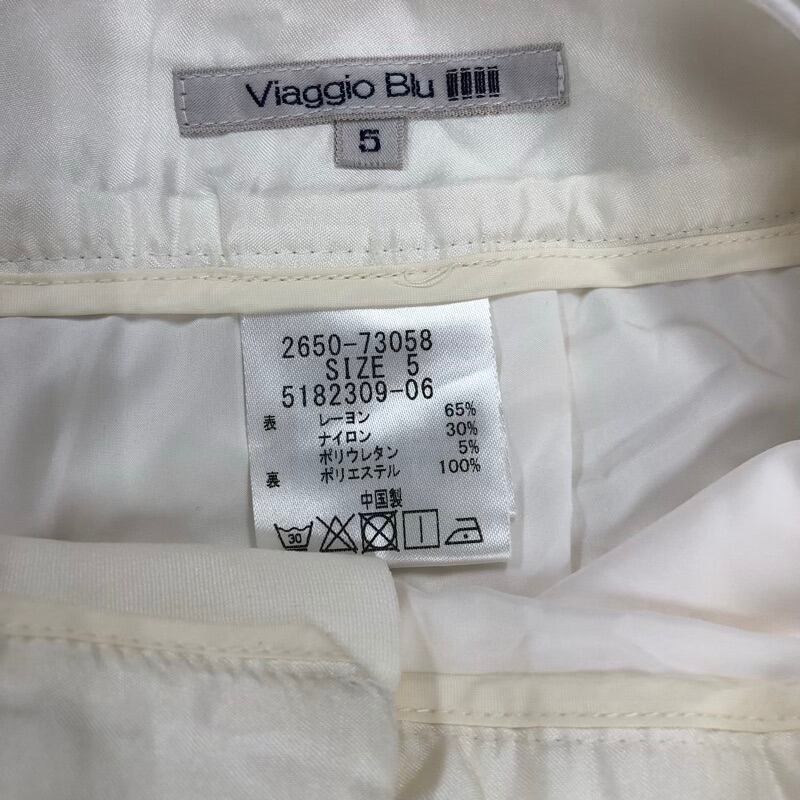 Viaggio Blu
5
2650-73058
SIZE 5
5182309-06
表 レーヨン 65%
ナイロン 30%
ポリウレタン 5%
裏 ポリエステル 100%
中国製
30